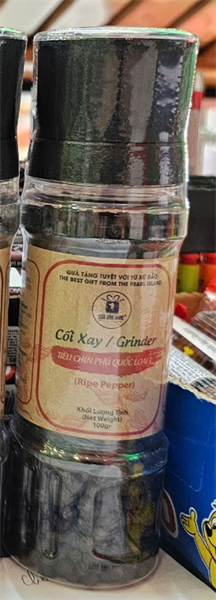 QUÀ TẶNG TUYỆT VỜI TỪ XỨ ĐẢO
THE BEST GIFT FROM THE PEARL ISLAND
Cối Xay / Grinder
TIÊU CHÍN PHÚ QUỐC LOẠI 1
(Ripe Pepper)
Khối Lượng Tịnh
(Net Weight)
100gr